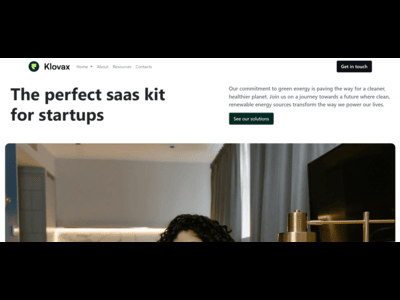 Klovax
Home About Resources Contacts
Get in touch
The perfect saas kit
for startups
Our commitment to green energy is paving the way for a cleaner,
healthier planet. Join us on a journey towards a future where clean,
renewable energy sources transform the way we power our lives.
See our solutions